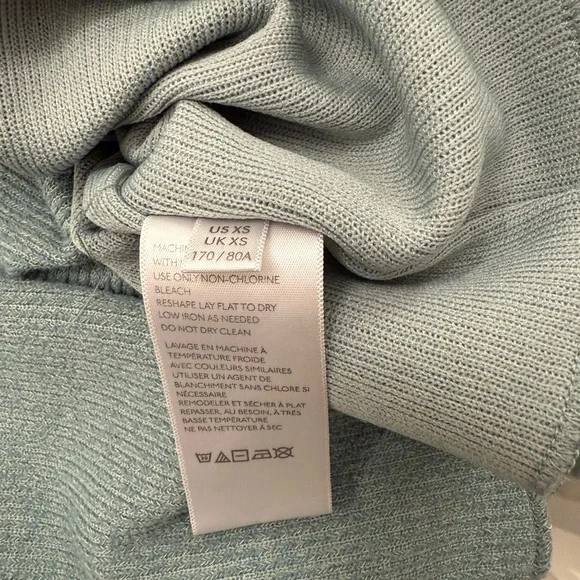 US XS
UK XS
170 / 80A
MACHIN
WITH
USE ONLY NON-CHLORINE
BLEACH
RESHAPE LAY FLAT TO DRY
LOW IRON AS NEEDED
DO NOT DRY CLEAN
LAVAGE EN MACHINE À
TEMPÉRATURE FROIDE
AVEC COULEURS SIMILAIRES
UTILISER UN AGENT DE
BLANCHIMENT SANS CHLORE SI
NÉCESSAIRE
REMODELER ET SÉCHER À PLAT
REPASSER, AU BESOIN, À TRÈS
BASSE TEMPÉRATURE
NE PAS NETTOYER À SEC